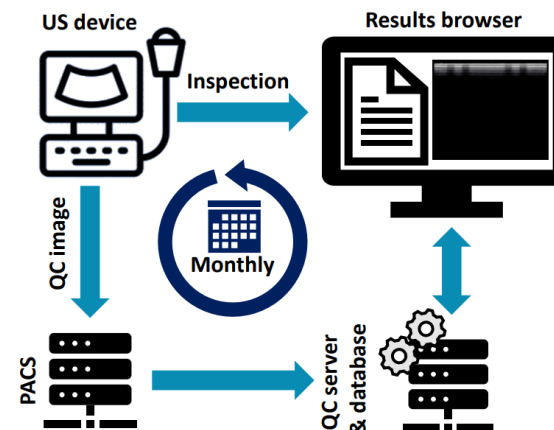 US device
Results browser
Inspection
QC image
Monthly
PACS
QC server
& database